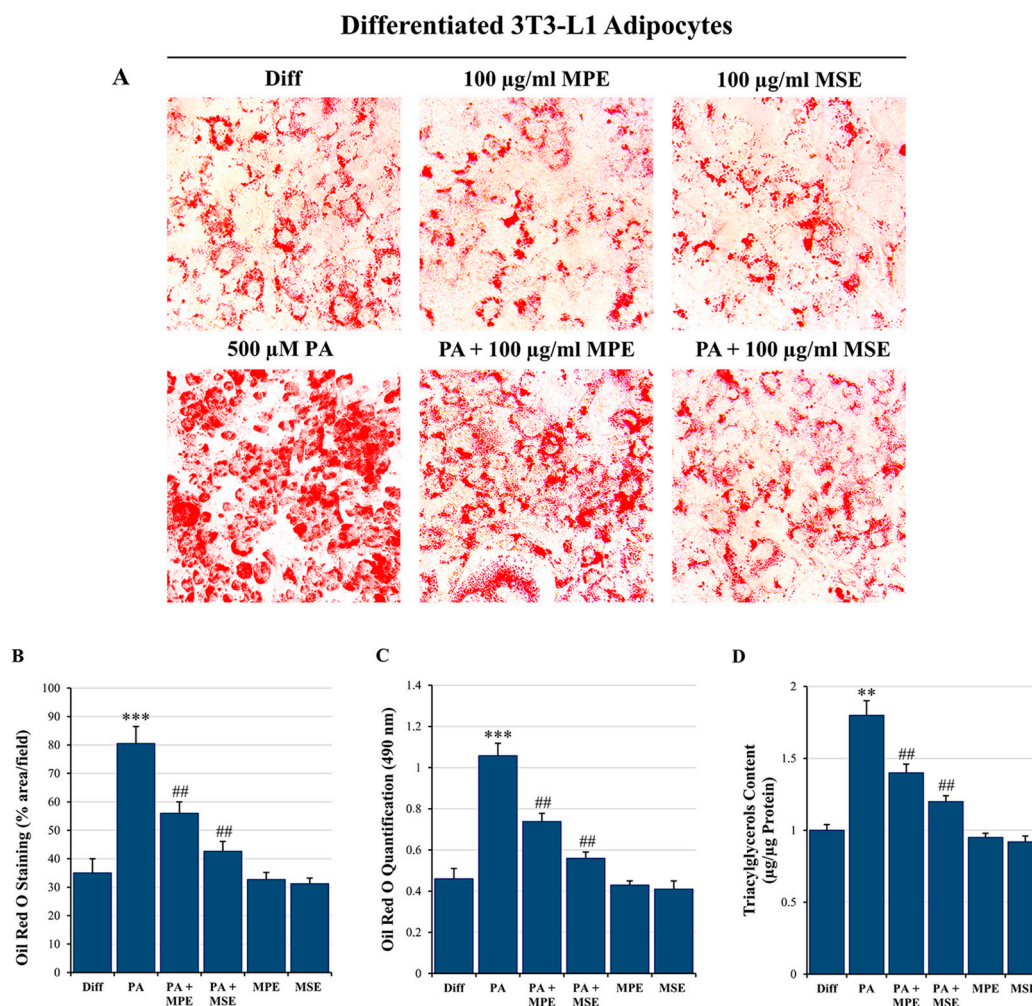 Differentiated 3T3-L1 Adipocytes
A
Diff
100 µg/ml MPE
100 µg/ml MSE
500 µM PA
PA + 100 µg/ml MPE
PA + 100 µg/ml MSE
B
Oil Red O Staining (% area/field)
100
90
80
70
60
50
40
30
20
10
0
***
##
##
Diff
PA
PA +
MPE
PA +
MSE
MPE
MSE
C
Oil Red O Quantification (490 nm)
1.4
1.2
1
0.8
0.6
0.4
0.2
0
***
##
##
Diff
PA
PA +
MPE
PA +
MSE
MPE
MSE
D
Triacylglycerols Content
(µg/µg Protein)
2
1.5
1
0.5
0
**
##
##
Diff
PA
PA +
MPE
PA +
MSE
MPE
MSE